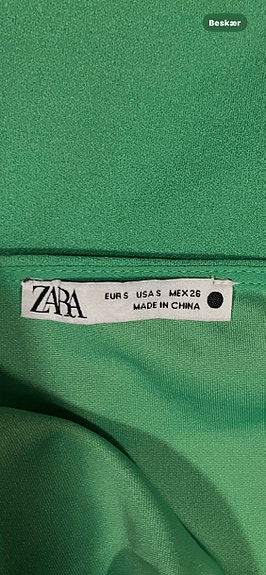 Beskær
ZARA
EUR S USA S MEX 26
MADE IN CHINA